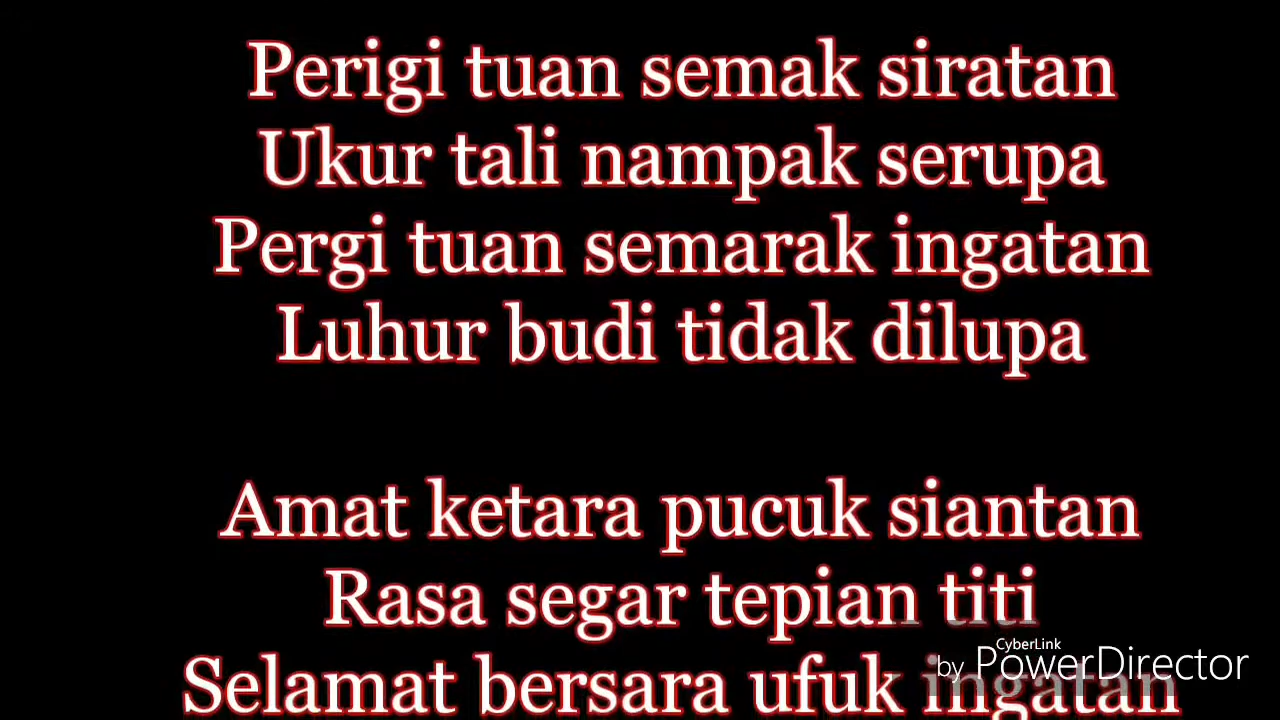 Perigi tuan semak siratan
Ukur tali nampak serupa
Pergi tuan semarak ingatan
Luhur budi tidak dilupa
Amat ketara pucuk siantan
Rasa segar tepian titi
Selamat bersara ufuk ingatan
CyberLink
by PowerDirector